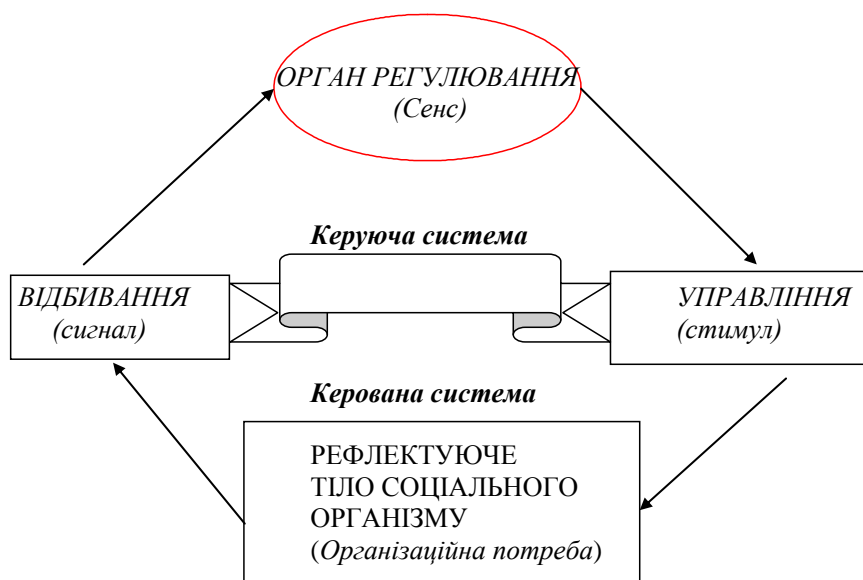 ОРГАН РЕГУЛЮВАННЯ
(Сенс)
Керуюча система
ВІДБИВАННЯ
(сигнал)
УПРАВЛІННЯ
(стимул)
Керована система
РЕФЛЕКТУЮЧЕ
ТІЛО СОЦІАЛЬНОГО
ОРГАНІЗМУ
(Організаційна потреба)